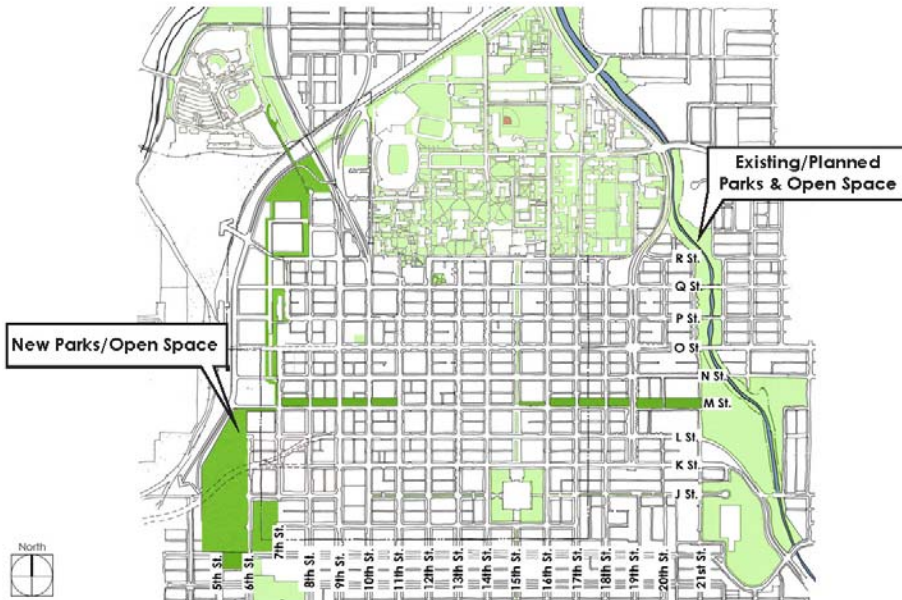 Existing/Planned
Parks & Open Space
R St.
Q St.
P St.
O St.
New Parks/Open Space
N St.
M St.
L St.
K St.
J St.
North
5th St.
6th St.
7th St.
8th St.
9th St.
10th St.
11th St.
12th St.
13th St.
14th St.
15th St.
16th St.
17th St.
18th St.
19th St.
20th St.
21st St.